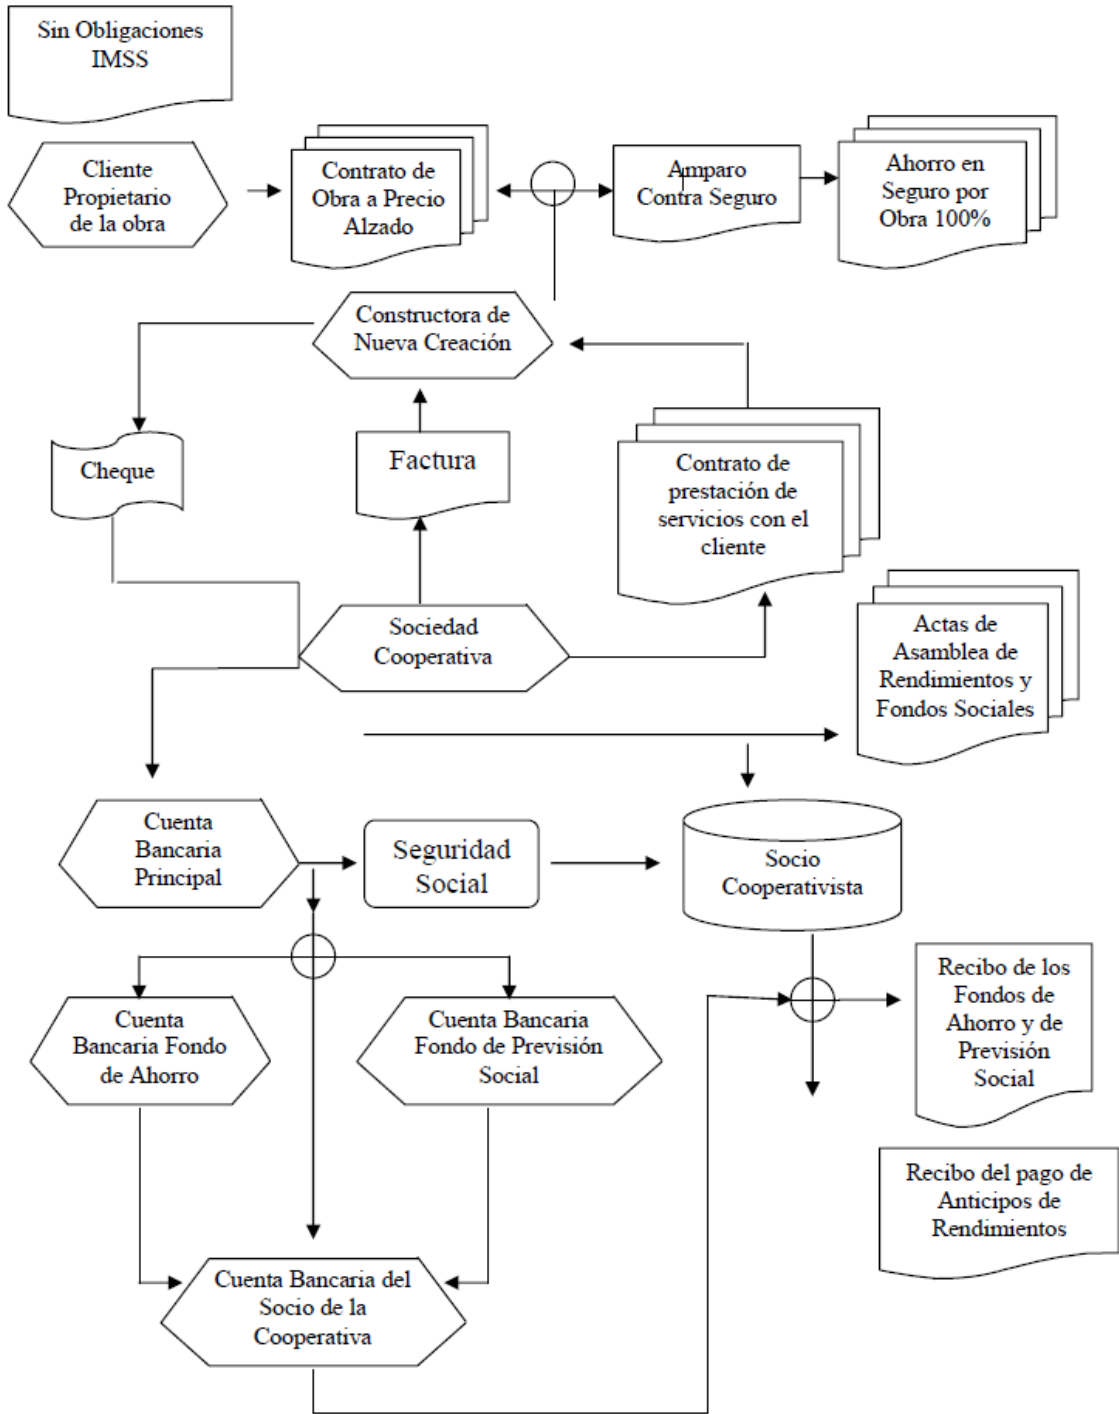 Sin Obligaciones
IMSS
Cliente
Propietario
de la obra
Contrato de
Obra a Precio
Alzado
Amparo
Contra Seguro
Ahorro en
Seguro por
Obra 100%
Constructora de
Nueva Creación
Cheque
Factura
Contrato de
prestación de
servicios con el
cliente
Sociedad
Cooperativa
Actas de
Asamblea de
Rendimientos y
Fondos Sociales
Cuenta
Bancaria
Principal
Seguridad
Social
Socio
Cooperativista
Cuenta
Bancaria Fondo
de Ahorro
Cuenta Bancaria
Fondo de Previsión
Social
Recibo de los
Fondos de
Ahorro y de
Previsión
Social
Recibo del pago de
Anticipos de
Rendimientos
Cuenta Bancaria del
Socio de la
Cooperativa